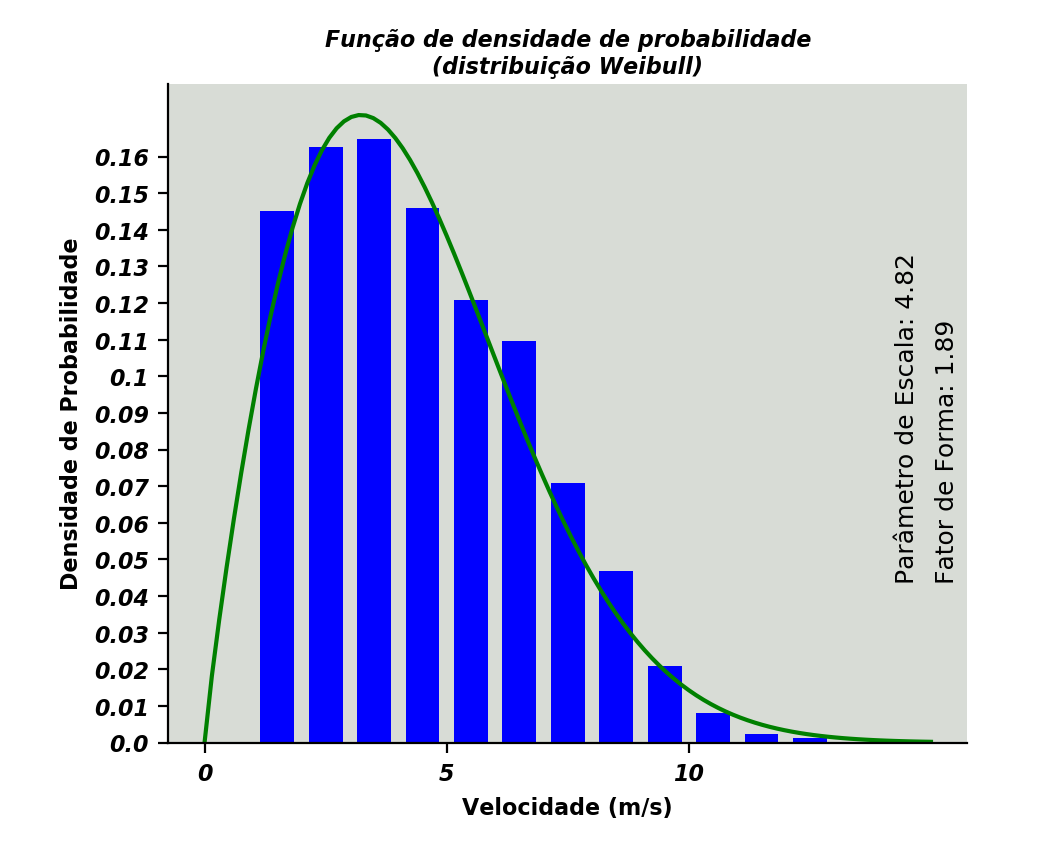 Função de densidade de probabilidade
(distribuição Weibull)
Densidade de Probabilidade
0.16
0.15
0.14
0.13
0.12
0.11
0.1
0.09
0.08
0.07
0.06
0.05
0.04
0.03
0.02
0.01
0.0
Parâmetro de Escala: 4.82
Fator de Forma: 1.89
0 5 10
Velocidade (m/s)